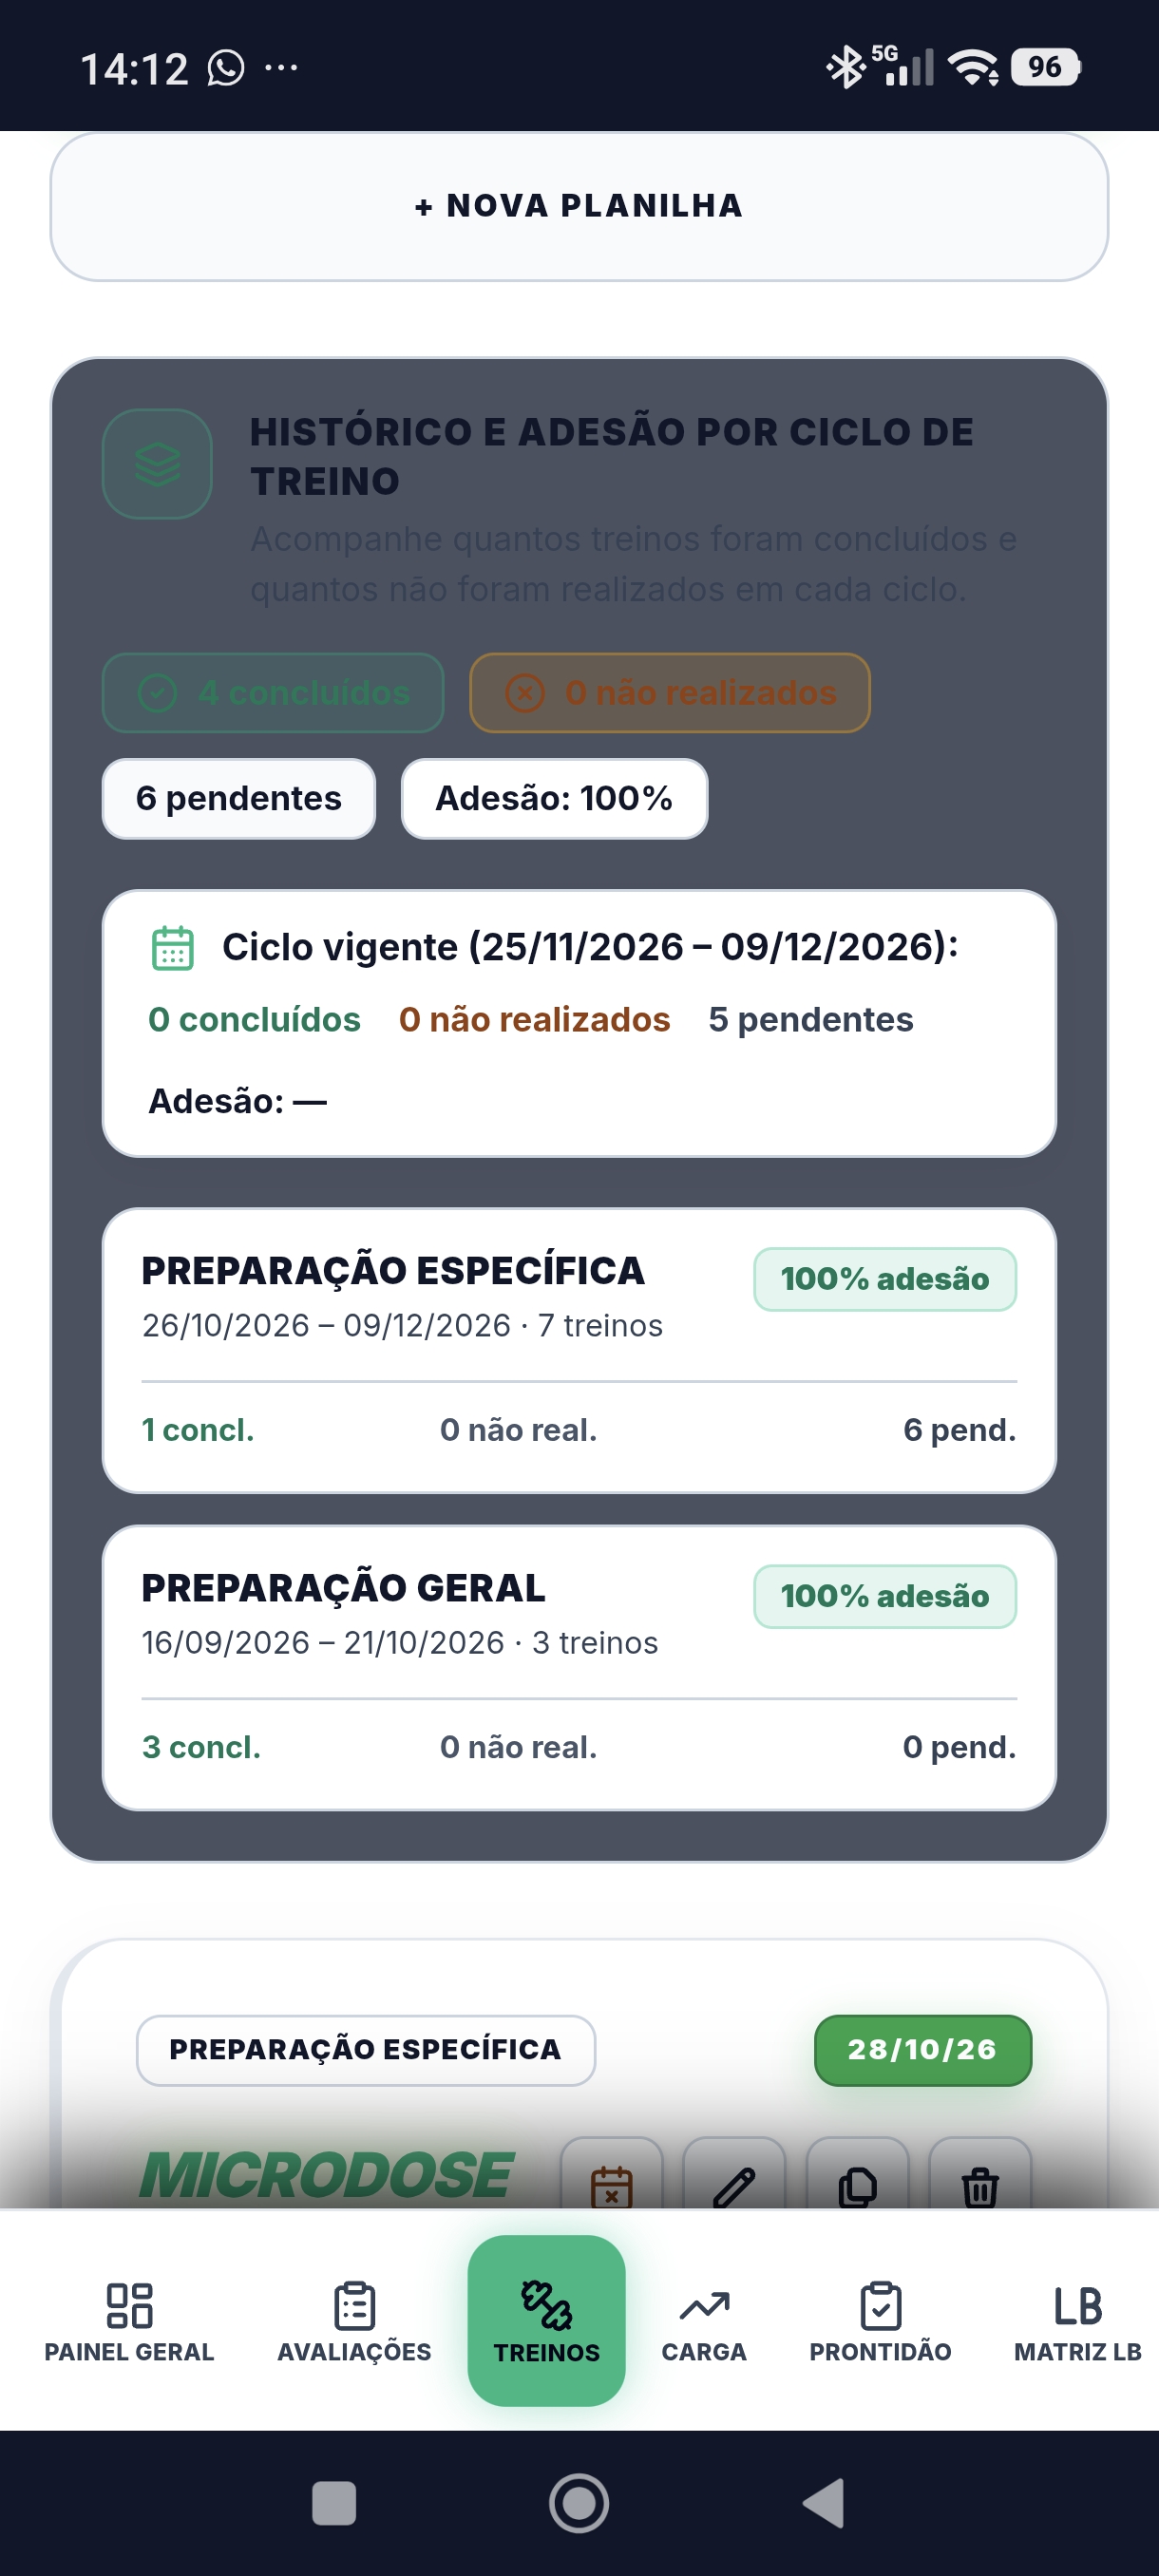 14:12 ... 5G 96
+ NOVA PLANILHA
HISTÓRICO E ADESÃO POR CICLO DE
TREINO
Acompanhe quantos treinos foram concluídos e
quantos não foram realizados em cada ciclo.
4 concluídos 0 não realizados
6 pendentes Adesão: 100%
Ciclo vigente (25/11/2026 – 09/12/2026):
0 concluídos 0 não realizados 5 pendentes
Adesão: —
PREPARAÇÃO ESPECÍFICA 100% adesão
26/10/2026 – 09/12/2026 · 7 treinos
1 concl. 0 não real. 6 pend.
PREPARAÇÃO GERAL 100% adesão
16/09/2026 – 21/10/2026 · 3 treinos
3 concl. 0 não real. 0 pend.
PREPARAÇÃO ESPECÍFICA 28/10/26
MICRODOSE
PAINEL GERAL AVALIAÇÕES TREINOS CARGA PRONTIDÃO LB MATRIZ LB